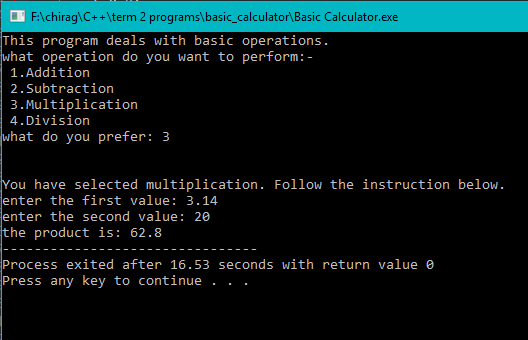 F:\chirag\C++\term 2 programs\basic_calculator\Basic Calculator.exe
This program deals with basic operations.
what operation do you want to perform:-
 1.Addition
 2.Subtraction
 3.Multiplication
 4.Division
what do you prefer: 3
You have selected multiplication. Follow the instruction below.
enter the first value: 3.14
enter the second value: 20
the product is: 62.8
--------------------------------
Process exited after 16.53 seconds with return value 0
Press any key to continue . . .